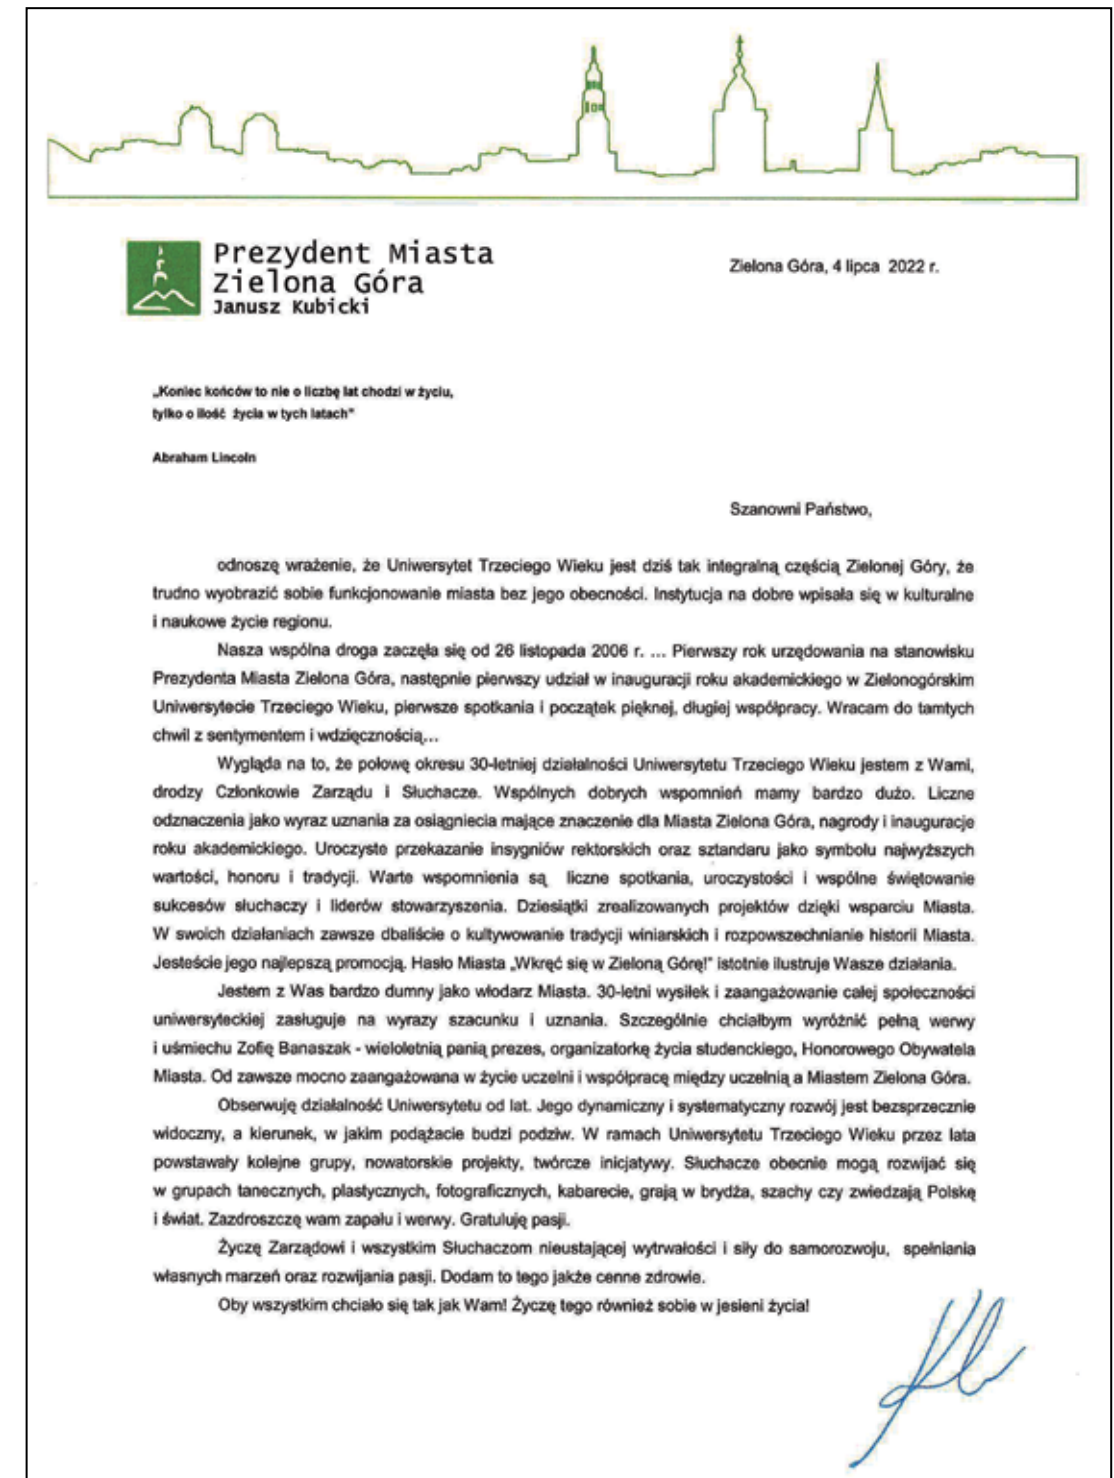 Prezydent Miasta
Zielona Góra
Janusz Kubicki
Zielona Góra, 4 lipca 2022 r.
„Koniec końców to nie o liczbę lat chodzi w życiu,
tylko o ilość życia w tych latach"
Abraham Lincoln
Szanowni Państwo,
odnoszę wrażenie, że Uniwersytet Trzeciego Wieku jest dziś tak integralną częścią Zielonej Góry, że
trudno wyobrazić sobie funkcjonowanie miasta bez jego obecności. Instytucja na dobre wpisała się w kulturalne
i naukowe życie regionu.
Nasza wspólna droga zaczęła się od 26 listopada 2006 r. ... Pierwszy rok urzędowania na stanowisku
Prezydenta Miasta Zielona Góra, następnie pierwszy udział w inauguracji roku akademickiego w Zielonogórskim
Uniwersytecie Trzeciego Wieku, pierwsze spotkania i początek pięknej, długiej współpracy. Wracam do tamtych
chwil z sentymentem i wdzięcznością...
Wygląda na to, że połowę okresu 30-letniej działalności Uniwersytetu Trzeciego Wieku jestem z Wami,
drodzy Członkowie Zarządu i Słuchacze. Wspólnych dobrych wspomnień mamy bardzo dużo. Liczne
odznaczenia jako wyraz uznania za osiągniecia mające znaczenie dla Miasta Zielona Góra, nagrody i inauguracje
roku akademickiego. Uroczyste przekazanie insygniów rektorskich oraz sztandaru jako symbolu najwyższych
wartości, honoru i tradycji. Warte wspomnienia są liczne spotkania, uroczystości i wspólne świętowanie
sukcesów słuchaczy i liderów stowarzyszenia. Dziesiątki zrealizowanych projektów dzięki wsparciu Miasta.
W swoich działaniach zawsze dbaliście o kultywowanie tradycji winiarskich i rozpowszechnianie historii Miasta.
Jesteście jego najlepszą promocją. Hasło Miasta „Wkręć się w Zieloną Górę!" istotnie ilustruje Wasze działania.
Jestem z Was bardzo dumny jako włodarz Miasta. 30-letni wysiłek i zaangażowanie całej społeczności
uniwersyteckiej zasługuje na wyrazy szacunku i uznania. Szczególnie chciałbym wyróżnić pełną werwy
i uśmiechu Zofię Banaszak - wieloletnią panią prezes, organizatorkę życia studenckiego, Honorowego Obywatela
Miasta. Od zawsze mocno zaangażowana w życie uczelni i współpracę między uczelnią a Miastem Zielona Góra.
Obserwuję działalność Uniwersytetu od lat. Jego dynamiczny i systematyczny rozwój jest bezsprzecznie
widoczny, a kierunek, w jakim podążacie budzi podziw. W ramach Uniwersytetu Trzeciego Wieku przez lata
powstawały kolejne grupy, nowatorskie projekty, twórcze inicjatywy. Słuchacze obecnie mogą rozwijać się
w grupach tanecznych, plastycznych, fotograficznych, kabarecie, grają w brydża, szachy czy zwiedzają Polskę
i świat. Zazdroszczę wam zapału i werwy. Gratuluję pasji.
Życzę Zarządowi i wszystkim Słuchaczom nieustającej wytrwałości i siły do samorozwoju, spełniania
własnych marzeń oraz rozwijania pasji. Dodam to tego jakże cenne zdrowie.
Oby wszystkim chciało się tak jak Wam! Życzę tego również sobie w jesieni życia!